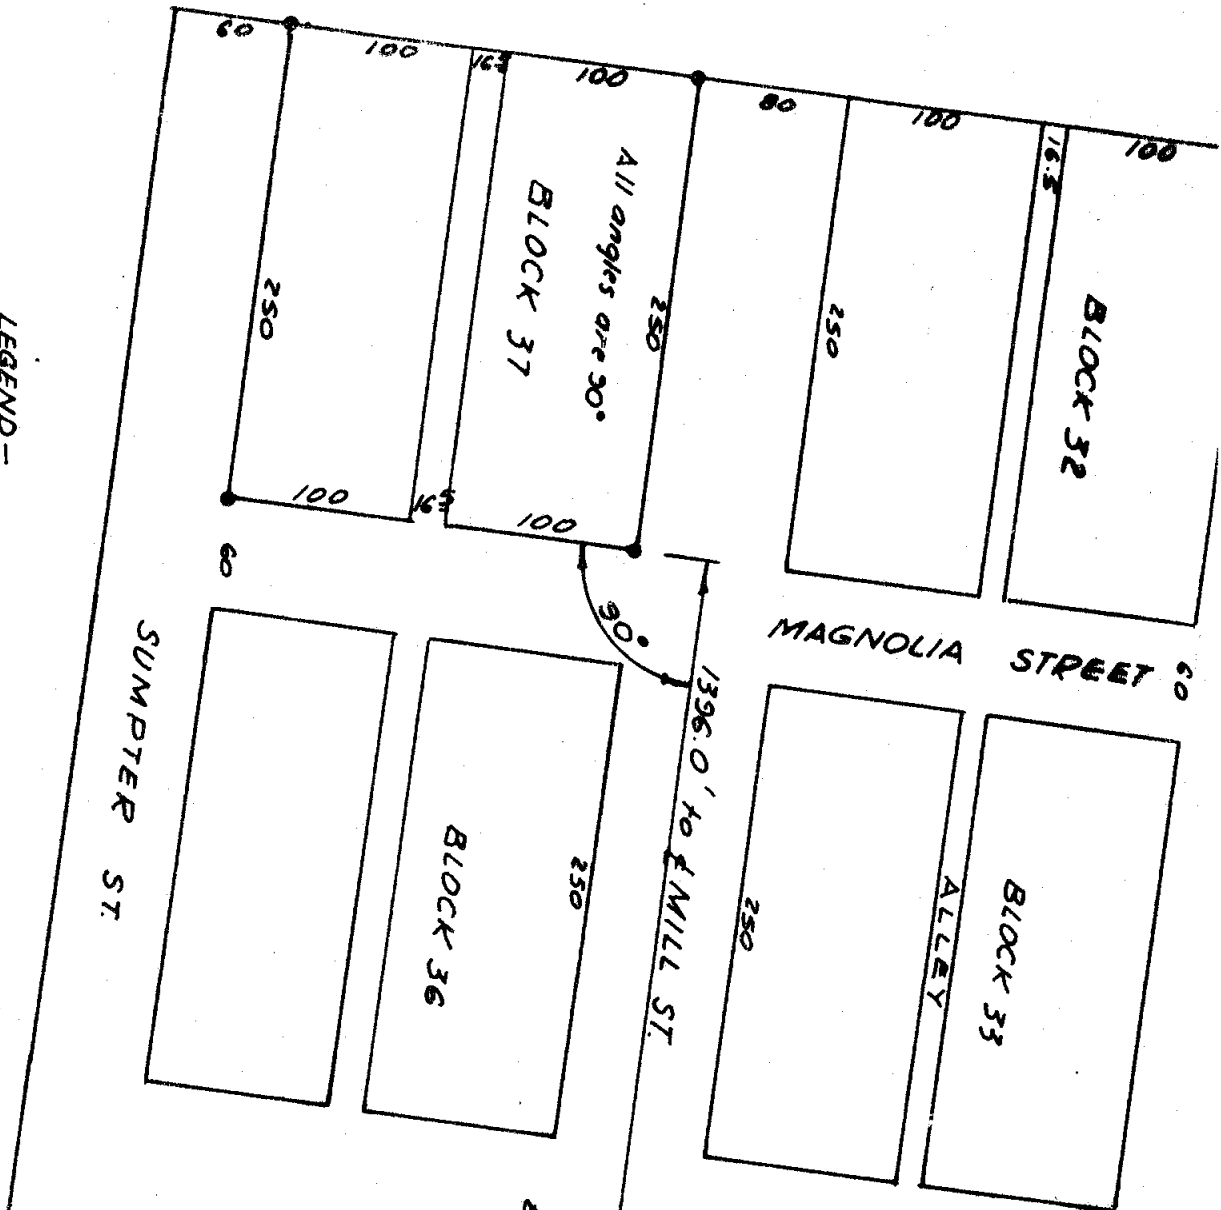 60
100
16.5
100
80
100
16.5
100
All angles are 90°
BLOCK 37
250
250
250
BLOCK 32
100
16.5
100
60
90°
MAGNOLIA STREET 60
1396.0' to ℄ MILL ST.
SUMPTER ST.
BLOCK 36
250
250
ALLEY
BLOCK 33
LEGEND-